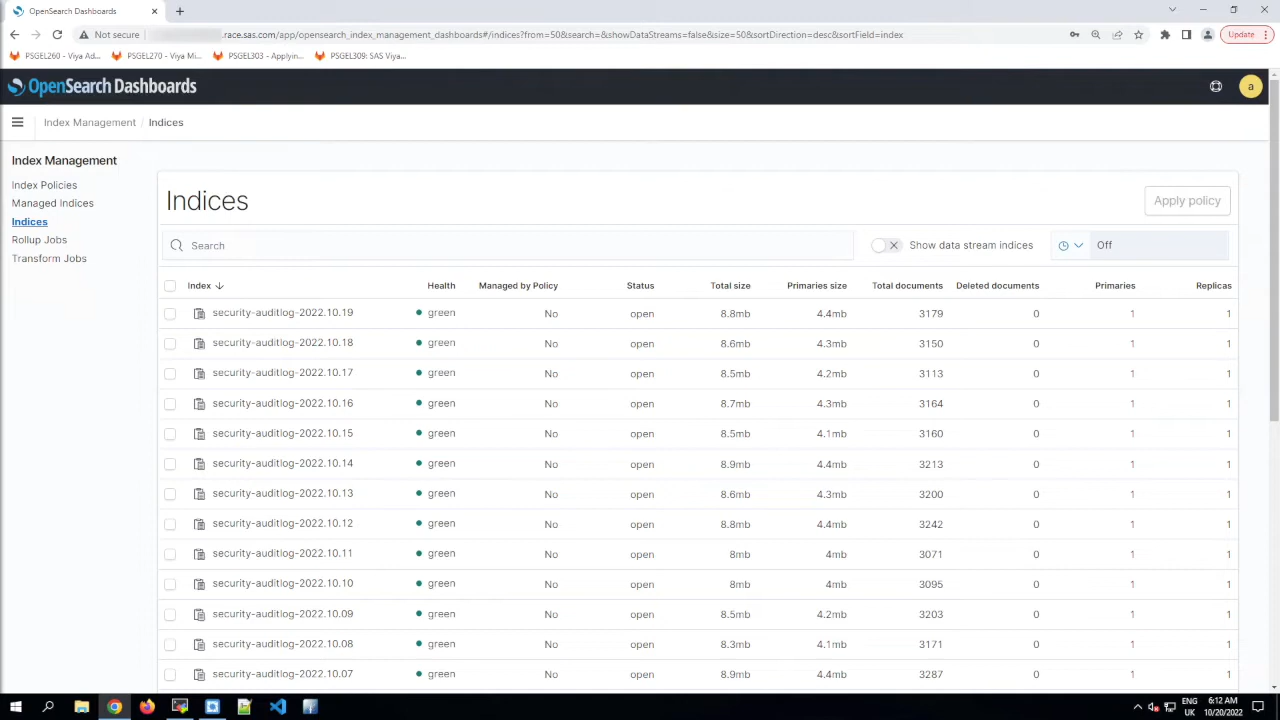 OpenSearch Dashboards
Not secure
.race.sas.com/app/opensearch_index_management_dashboards#/indices?from=50&search=&showDataStreams=false&size=50&sortDirection=desc&sortField=index
Update
PSGEL260 - Viya Ad...
PSGEL270 - Viya Mi...
PSGEL303 - Applyin...
PSGEL309: SAS Viya...
OpenSearch Dashboards
a
Index Management / Indices
Index Management
Index Policies
Managed Indices
Indices
Rollup Jobs
Transform Jobs
Indices
Apply policy
Search
Show data stream indices
Off
Index Health Managed by Policy Status Total size Primaries size Total documents Deleted documents Primaries Replicas
security-auditlog-2022.10.19 green No open 8.8mb 4.4mb 3179 0 1 1
security-auditlog-2022.10.18 green No open 8.6mb 4.3mb 3150 0 1 1
security-auditlog-2022.10.17 green No open 8.5mb 4.2mb 3113 0 1 1
security-auditlog-2022.10.16 green No open 8.7mb 4.3mb 3164 0 1 1
security-auditlog-2022.10.15 green No open 8.5mb 4.1mb 3160 0 1 1
security-auditlog-2022.10.14 green No open 8.9mb 4.4mb 3213 0 1 1
security-auditlog-2022.10.13 green No open 8.6mb 4.3mb 3200 0 1 1
security-auditlog-2022.10.12 green No open 8.8mb 4.4mb 3242 0 1 1
security-auditlog-2022.10.11 green No open 8mb 4mb 3071 0 1 1
security-auditlog-2022.10.10 green No open 8mb 4mb 3095 0 1 1
security-auditlog-2022.10.09 green No open 8.5mb 4.2mb 3203 0 1 1
security-auditlog-2022.10.08 green No open 8.3mb 4.1mb 3171 0 1 1
security-auditlog-2022.10.07 green No open 8.9mb 4.4mb 3287 0 1 1
ENG
UK
6:12 AM
10/20/2022